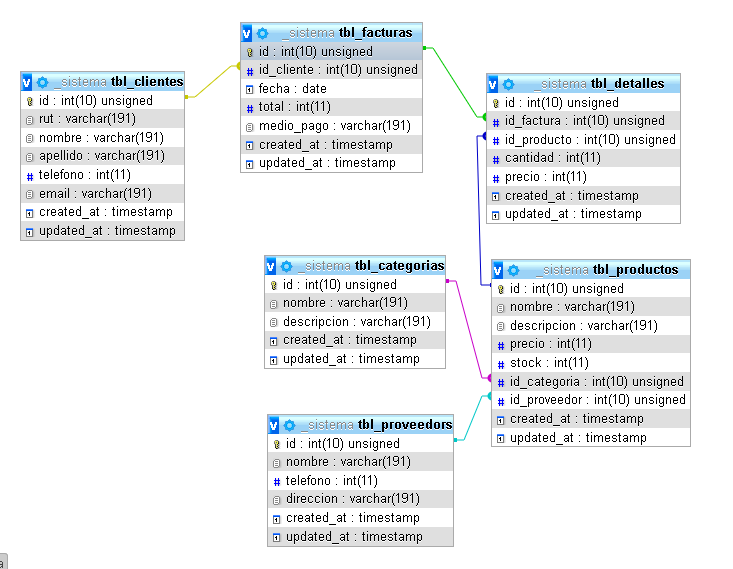 _sistema tbl_facturas
id : int(10) unsigned
id_cliente : int(10) unsigned
fecha : date
total : int(11)
medio_pago : varchar(191)
created_at : timestamp
updated_at : timestamp
_sistema tbl_clientes
id : int(10) unsigned
rut : varchar(191)
nombre : varchar(191)
apellido : varchar(191)
telefono : int(11)
email : varchar(191)
created_at : timestamp
updated_at : timestamp
_sistema tbl_detalles
id : int(10) unsigned
id_factura : int(10) unsigned
id_producto : int(10) unsigned
cantidad : int(11)
precio : int(11)
created_at : timestamp
updated_at : timestamp
_sistema tbl_categorias
id : int(10) unsigned
nombre : varchar(191)
descripcion : varchar(191)
created_at : timestamp
updated_at : timestamp
_sistema tbl_productos
id : int(10) unsigned
nombre : varchar(191)
descripcion : varchar(191)
precio : int(11)
stock : int(11)
id_categoria : int(10) unsigned
id_proveedor : int(10) unsigned
created_at : timestamp
updated_at : timestamp
_sistema tbl_proveedors
id : int(10) unsigned
nombre : varchar(191)
telefono : int(11)
direccion : varchar(191)
created_at : timestamp
updated_at : timestamp